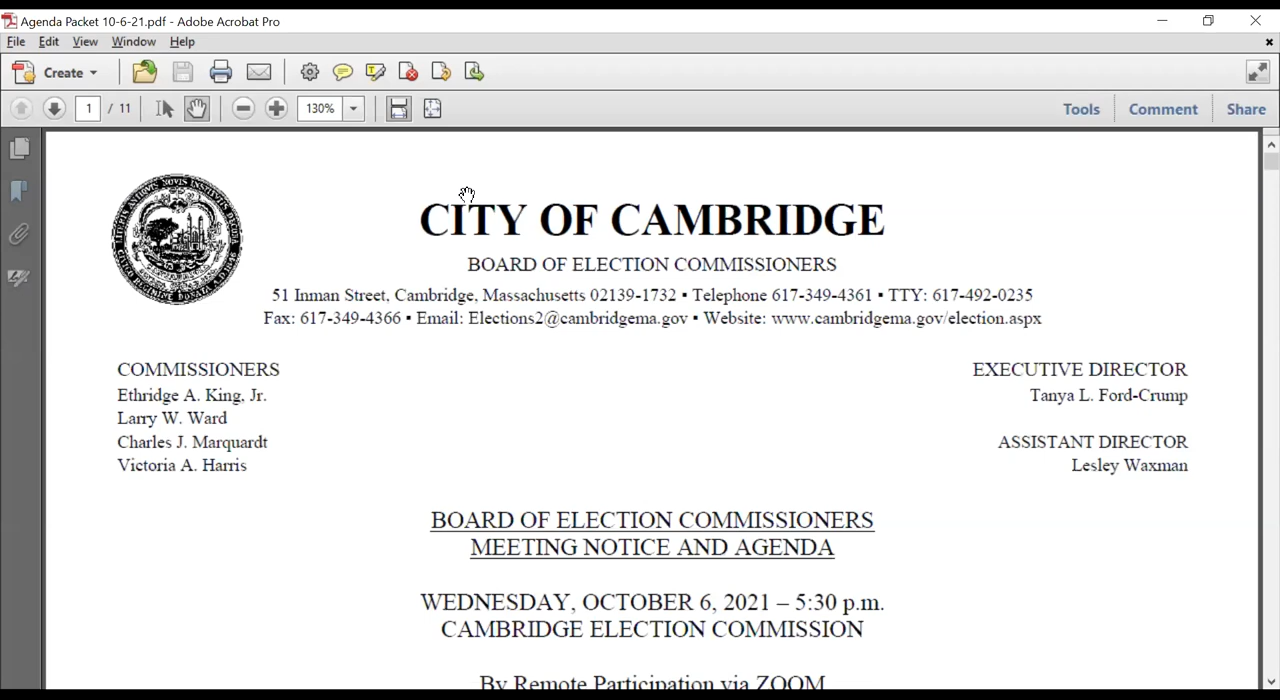 Agenda Packet 10-6-21.pdf - Adobe Acrobat Pro
File Edit View Window Help
Create
1 / 11 130% Tools Comment Share
CITY OF CAMBRIDGE
BOARD OF ELECTION COMMISSIONERS
51 Inman Street, Cambridge, Massachusetts 02139-1732 ▪ Telephone 617-349-4361 ▪ TTY: 617-492-0235
Fax: 617-349-4366 ▪ Email: Elections2@cambridgema.gov ▪ Website: www.cambridgema.gov/election.aspx
COMMISSIONERS
Ethridge A. King, Jr.
Larry W. Ward
Charles J. Marquardt
Victoria A. Harris
EXECUTIVE DIRECTOR
Tanya L. Ford-Crump
ASSISTANT DIRECTOR
Lesley Waxman
BOARD OF ELECTION COMMISSIONERS
MEETING NOTICE AND AGENDA
WEDNESDAY, OCTOBER 6, 2021 – 5:30 p.m.
CAMBRIDGE ELECTION COMMISSION
By Remote Participation via ZOOM